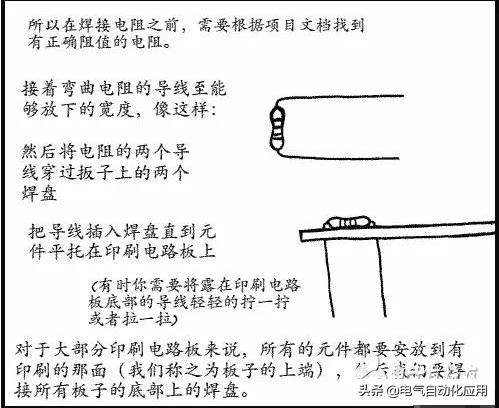 所以在焊接电阻之前，需要根据项目文档找到
有正确阻值的电阻。
接着弯曲电阻的导线至能
够放下的宽度，像这样：
然后将电阻的两个导
线穿过扳子上的两个
焊盘
把导线插入焊盘直到元
件平托在印刷电路板上
(有时你需要将露在印刷电路
板底部的导线轻轻的拧一拧
或者拉一拉)
对于大部分印刷电路板来说，所有的元件都要安放到有
印刷的那面（我们称之为板子的上端），然后我们要焊
接所有板子的底部上的焊盘。
头条@电气自动化应用